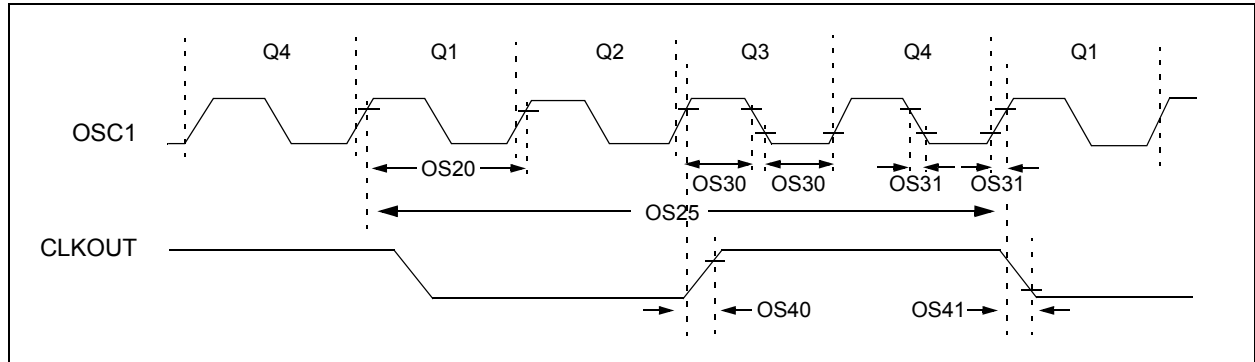 Q4 Q1 Q2 Q3 Q4 Q1
OSC1
OS20
OS30 OS30 OS31 OS31
OS25
CLKOUT
OS40 OS41